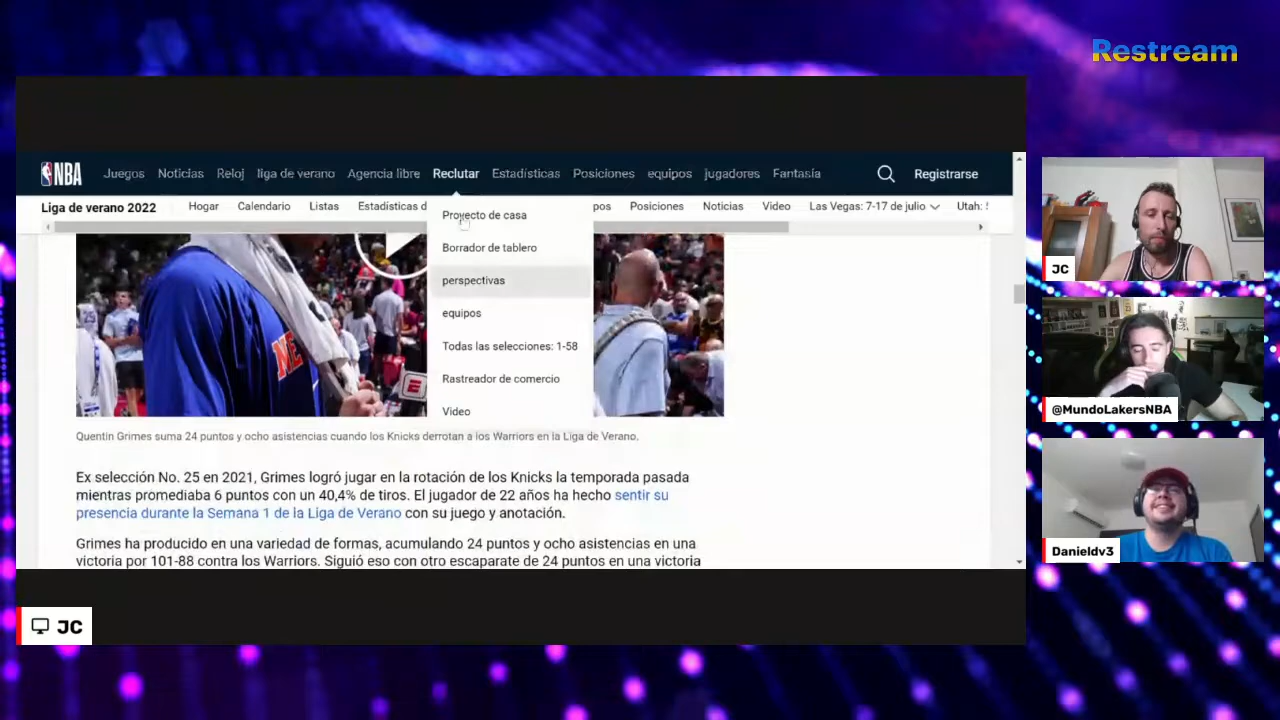 Restream
NBA
Juegos Noticias Reloj liga de verano Agencia libre Reclutar Estadísticas Posiciones equipos jugadores Fantasía
Registrarse
Liga de verano 2022 Hogar Calendario Listas Estadísticas d pos Posiciones Noticias Video Las Vegas: 7-17 de julio Utah:
Proyecto de casa
Borrador de tablero
perspectivas
equipos
Todas las selecciones: 1-58
Rastreador de comercio
Video
NE
Quentin Grimes suma 24 puntos y ocho asistencias cuando los Knicks derrotan a los Warriors en la Liga de Verano.
Ex selección No. 25 en 2021, Grimes logró jugar en la rotación de los Knicks la temporada pasada
mientras promediaba 6 puntos con un 40,4% de tiros. El jugador de 22 años ha hecho sentir su
presencia durante la Semana 1 de la Liga de Verano con su juego y anotación.
Grimes ha producido en una variedad de formas, acumulando 24 puntos y ocho asistencias en una
victoria por 101-88 contra los Warriors. Siguió eso con otro escaparate de 24 puntos en una victoria
JC
JC
@MundoLakersNBA
Danieldv3